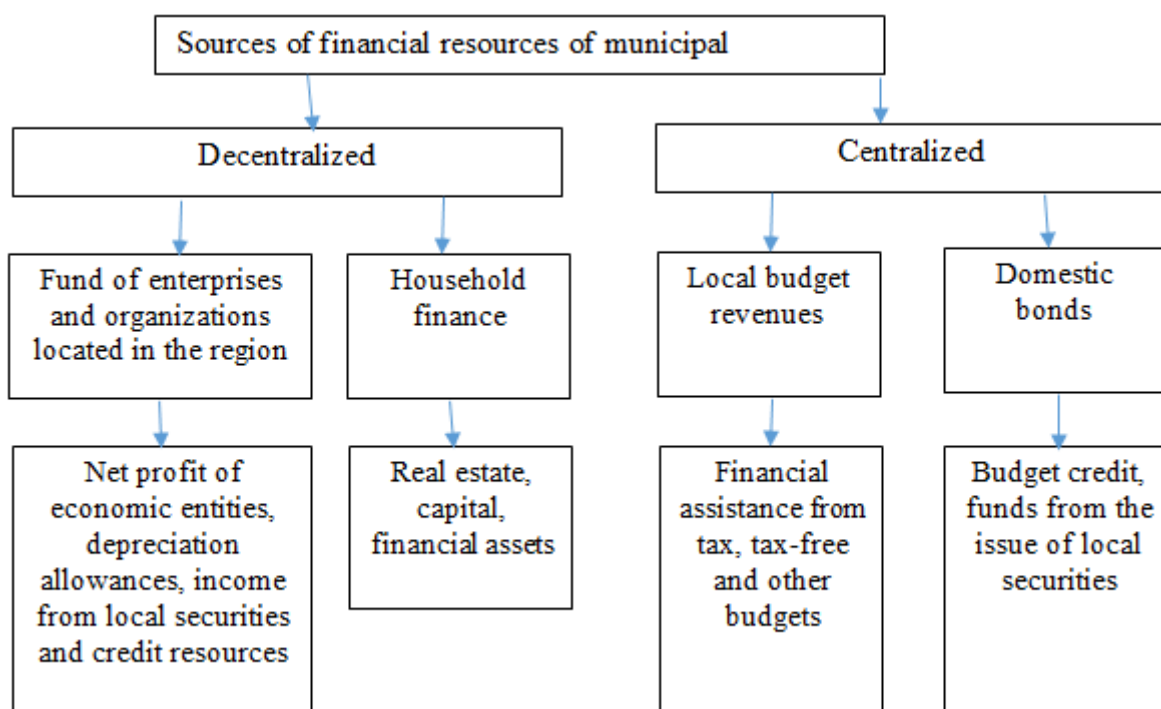 Sources of financial resources of municipal
Decentralized
Centralized
Fund of enterprises
and organizations
located in the region
Household
finance
Local budget
revenues
Domestic
bonds
Net profit of
economic entities,
depreciation
allowances, income
from local securities
and credit resources
Real estate,
capital,
financial assets
Financial
assistance from
tax, tax-free
and other
budgets
Budget credit,
funds from the
issue of local
securities